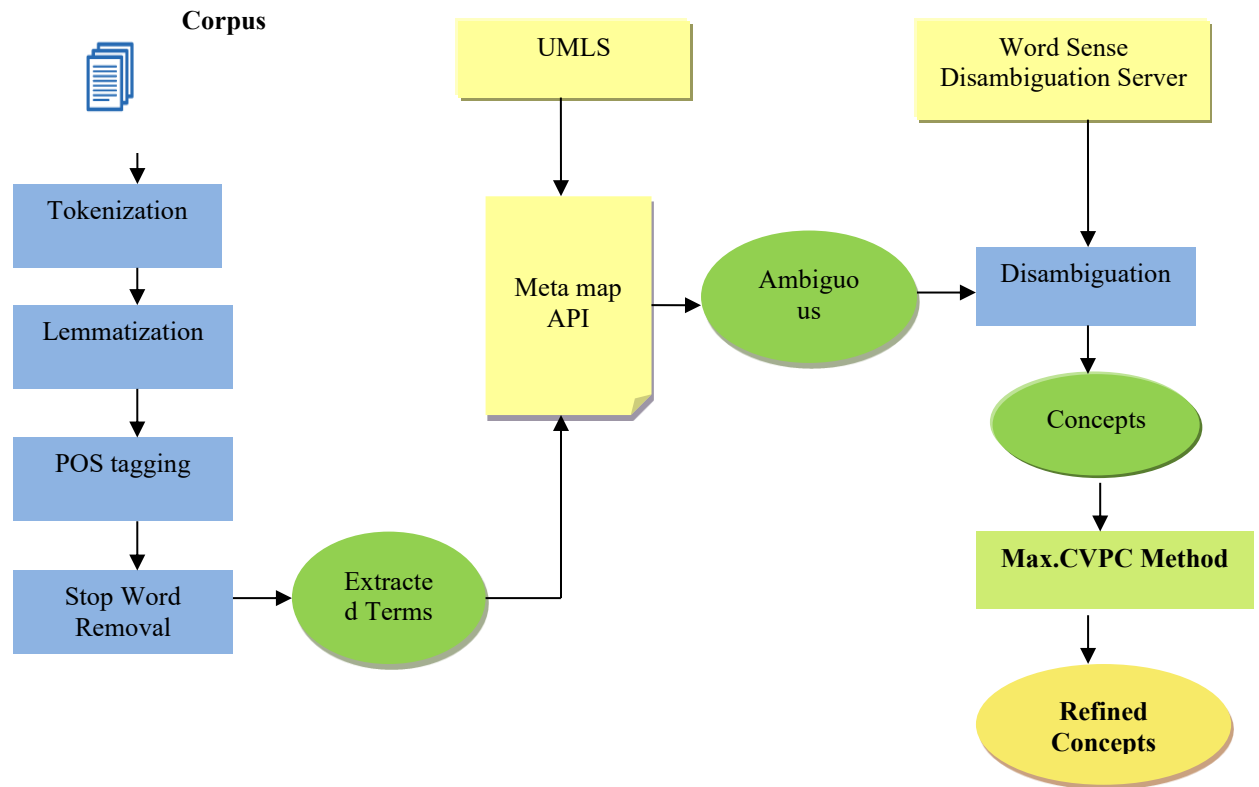 Corpus
UMLS
Word Sense
Disambiguation Server
Tokenization
Lemmatization
POS tagging
Stop Word
Removal
Extracte
d Terms
Meta map
API
Ambiguo
us
Disambiguation
Concepts
Max.CVPC Method
Refined
Concepts